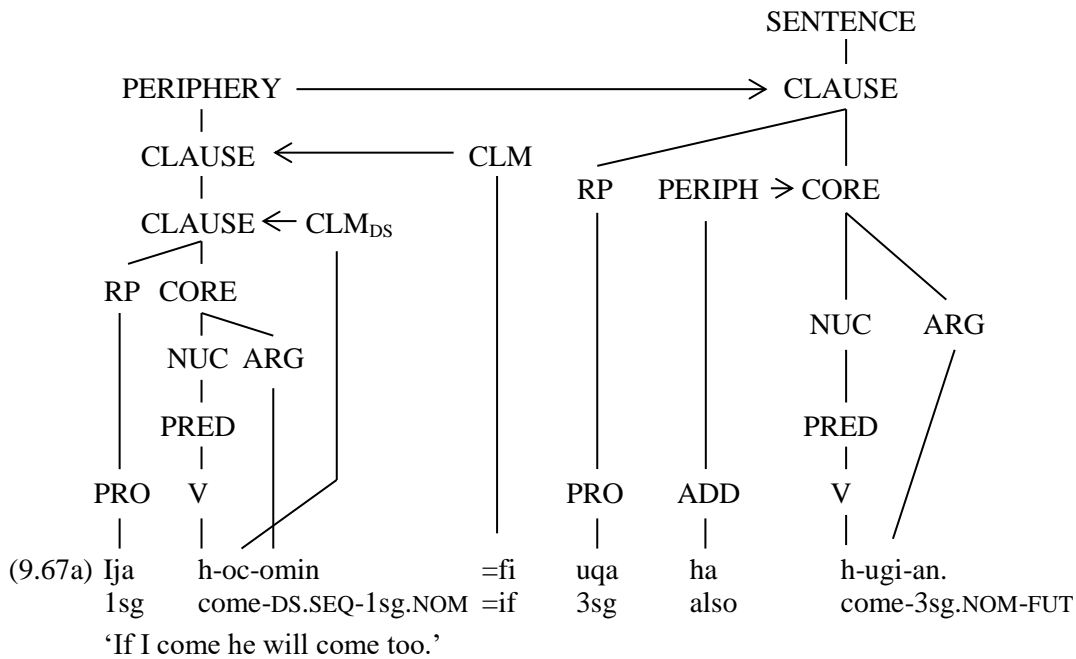 SENTENCE
PERIPHERY CLAUSE
CLAUSE CLM
RP PERIPH CORE
CLAUSE CLM_DS
RP CORE
NUC ARG
NUC ARG
PRED PRED
PRO V PRO ADD V
(9.67a) Ija h-oc-omin =fi uqa ha h-ugi-an.
1sg come-DS.SEQ-1sg.NOM =if 3sg also come-3sg.NOM-FUT
‘If I come he will come too.’